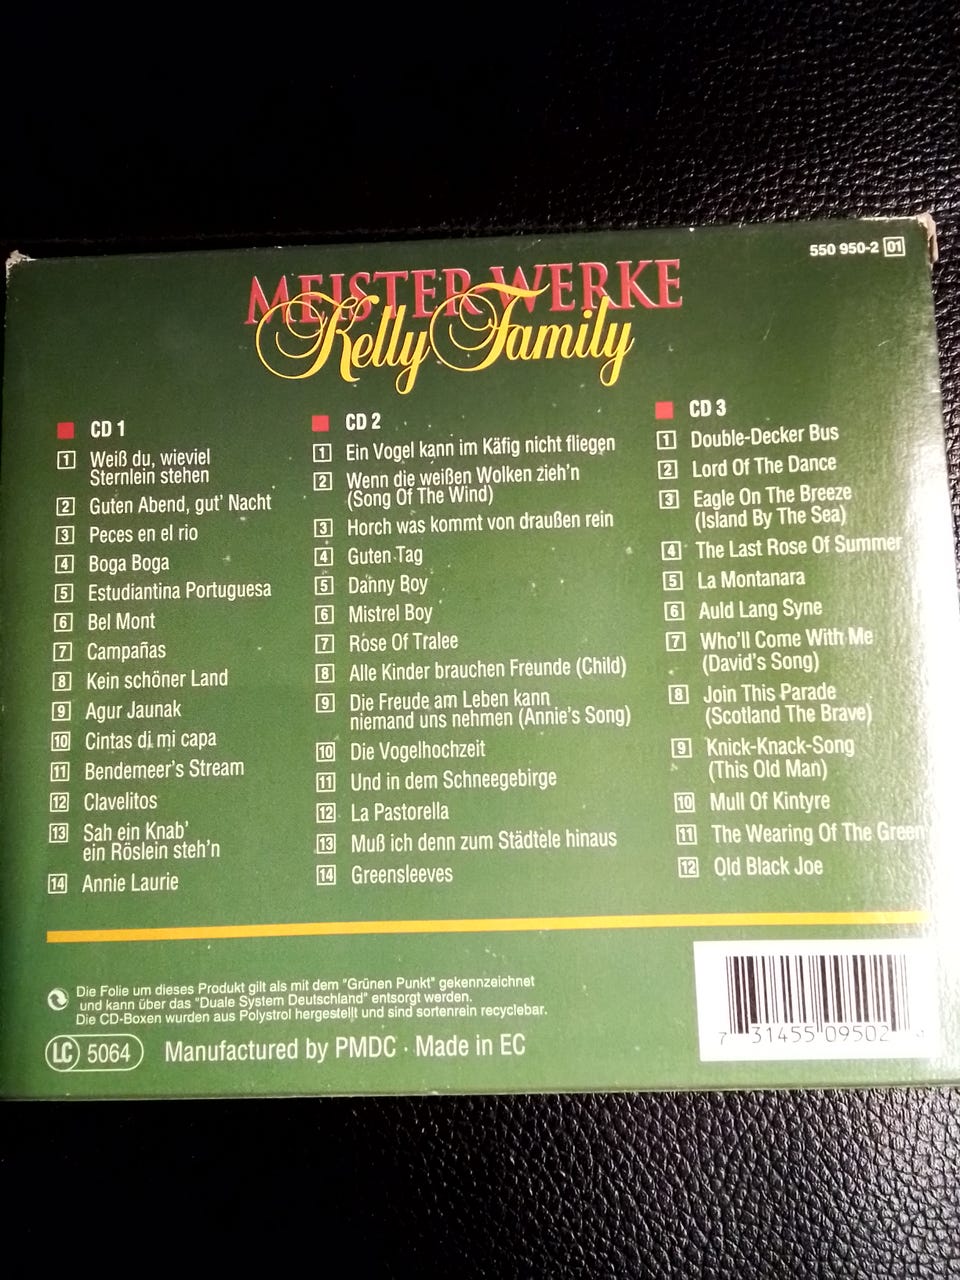 550 950-2 01
MEISTER-WERKE
Kelly Family
CD 1
1 Weiß du, wieviel
Sternlein stehen
2 Guten Abend, gut' Nacht
3 Peces en el rio
4 Boga Boga
5 Estudiantina Portuguesa
6 Bel Mont
7 Campañas
8 Kein schöner Land
9 Agur Jaunak
10 Cintas di mi capa
11 Bendemeer's Stream
12 Clavelitos
13 Sah ein Knab'
ein Röslein steh'n
14 Annie Laurie
CD 2
1 Ein Vogel kann im Käfig nicht fliegen
2 Wenn die weißen Wolken zieh'n
(Song Of The Wind)
3 Horch was kommt von draußen rein
4 Guten Tag
5 Danny Boy
6 Mistrel Boy
7 Rose Of Tralee
8 Alle Kinder brauchen Freunde (Child)
9 Die Freude am Leben kann
niemand uns nehmen (Annie's Song)
10 Die Vogelhochzeit
11 Und in dem Schneegebirge
12 La Pastorella
13 Muß ich denn zum Städtele hinaus
14 Greensleeves
CD 3
1 Double-Decker Bus
2 Lord Of The Dance
3 Eagle On The Breeze
(Island By The Sea)
4 The Last Rose Of Summer
5 La Montanara
6 Auld Lang Syne
7 Who'll Come With Me
(David's Song)
8 Join This Parade
(Scotland The Brave)
9 Knick-Knack-Song
(This Old Man)
10 Mull Of Kintyre
11 The Wearing Of The Green
12 Old Black Joe
Die Folie um dieses Produkt gilt als mit dem "Grünen Punkt" gekennzeichnet
und kann über das "Duale System Deutschland" entsorgt werden.
Die CD-Boxen wurden aus Polystrol hergestellt und sind sortenrein recyclebar.
LC 5064 Manufactured by PMDC · Made in EC
7 31455 09502